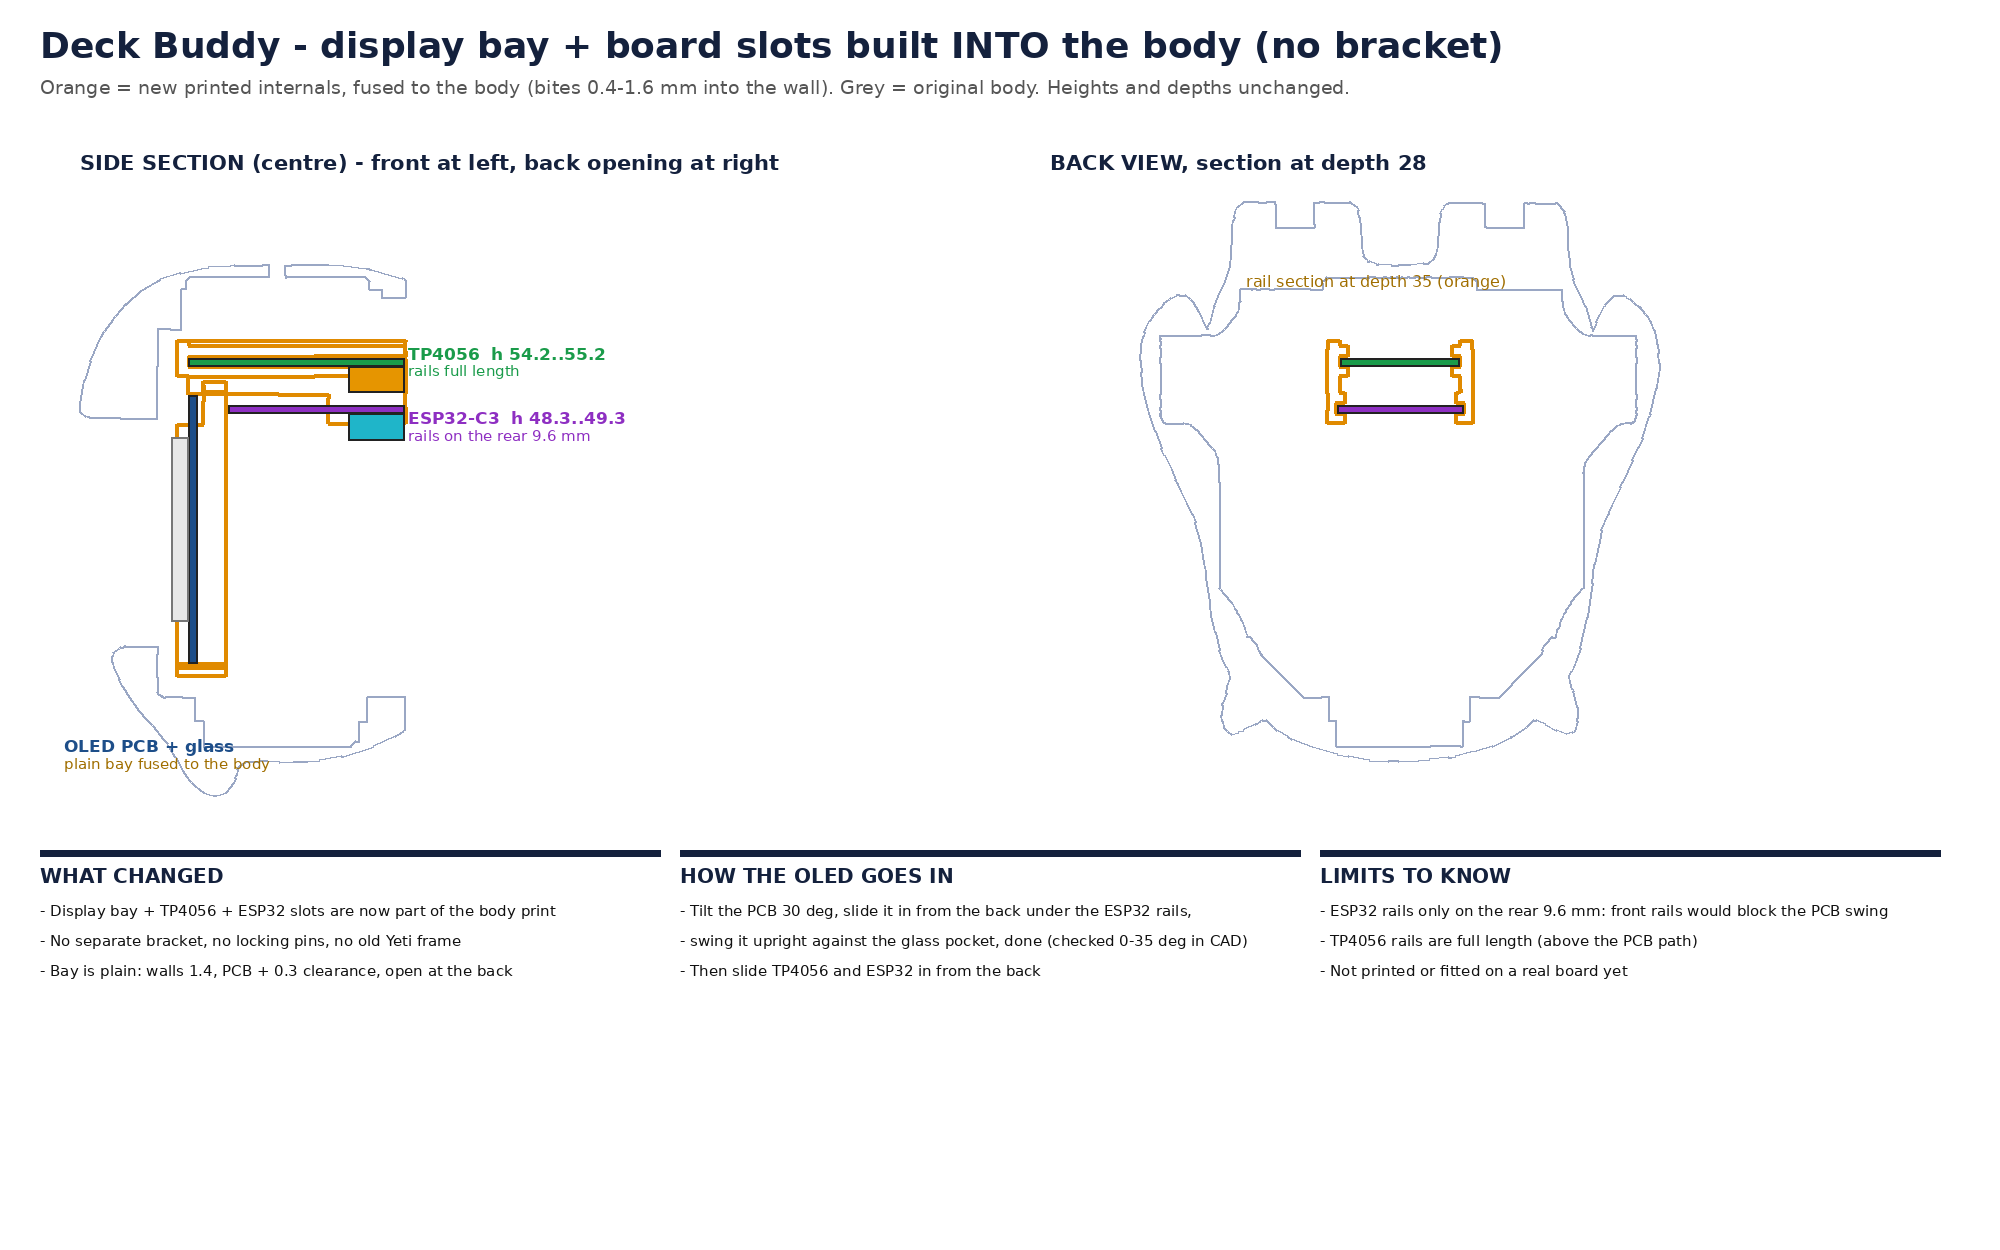 Deck Buddy - display bay + board slots built INTO the body (no bracket)
Orange = new printed internals, fused to the body (bites 0.4-1.6 mm into the wall). Grey = original body. Heights and depths unchanged.
SIDE SECTION (centre) - front at left, back opening at right
BACK VIEW, section at depth 28
rail section at depth 35 (orange)
TP4056  h 54.2..55.2
rails full length
ESP32-C3  h 48.3..49.3
rails on the rear 9.6 mm
OLED PCB + glass
plain bay fused to the body
WHAT CHANGED
- Display bay + TP4056 + ESP32 slots are now part of the body print
- No separate bracket, no locking pins, no old Yeti frame
- Bay is plain: walls 1.4, PCB + 0.3 clearance, open at the back
HOW THE OLED GOES IN
- Tilt the PCB 30 deg, slide it in from the back under the ESP32 rails,
- swing it upright against the glass pocket, done (checked 0-35 deg in CAD)
- Then slide TP4056 and ESP32 in from the back
LIMITS TO KNOW
- ESP32 rails only on the rear 9.6 mm: front rails would block the PCB swing
- TP4056 rails are full length (above the PCB path)
- Not printed or fitted on a real board yet